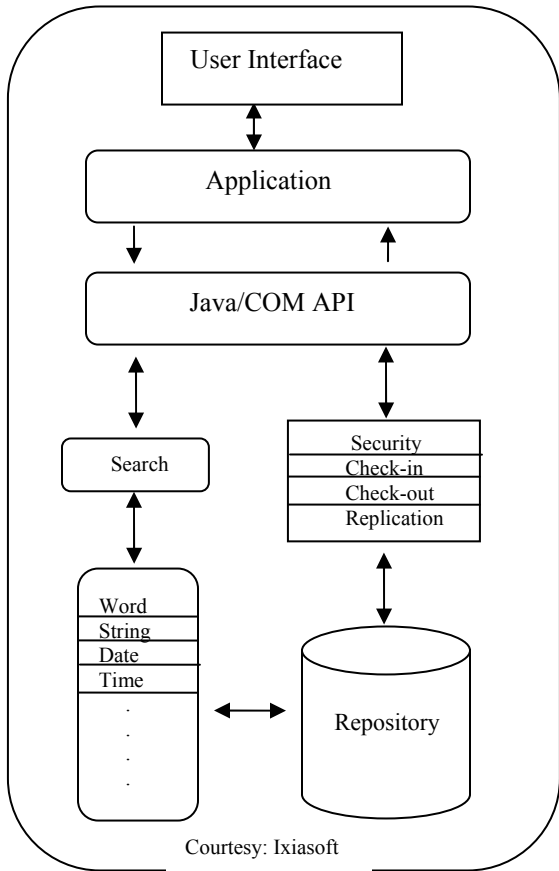 User Interface
Application
Java/COM API
Search
Security
Check-in
Check-out
Replication
Word
String
Date
Time
.
.
.
.
Repository
Courtesy: Ixiasoft